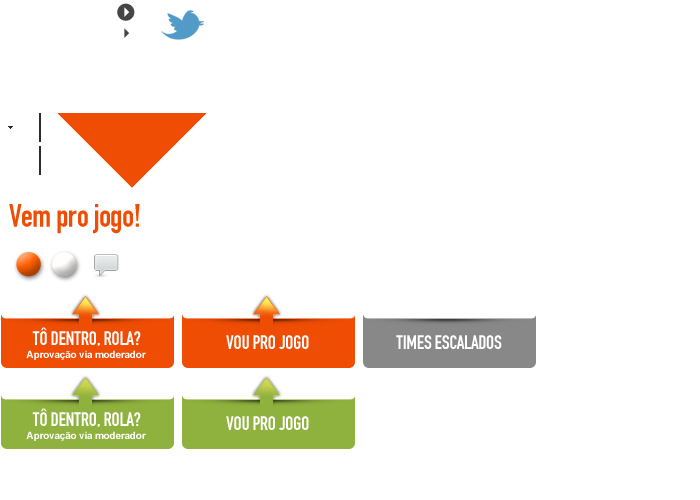 Vem pro jogo!
TÔ DENTRO, ROLA?
Aprovação via moderador
VOU PRO JOGO
TIMES ESCALADOS
TÔ DENTRO, ROLA?
Aprovação via moderador
VOU PRO JOGO